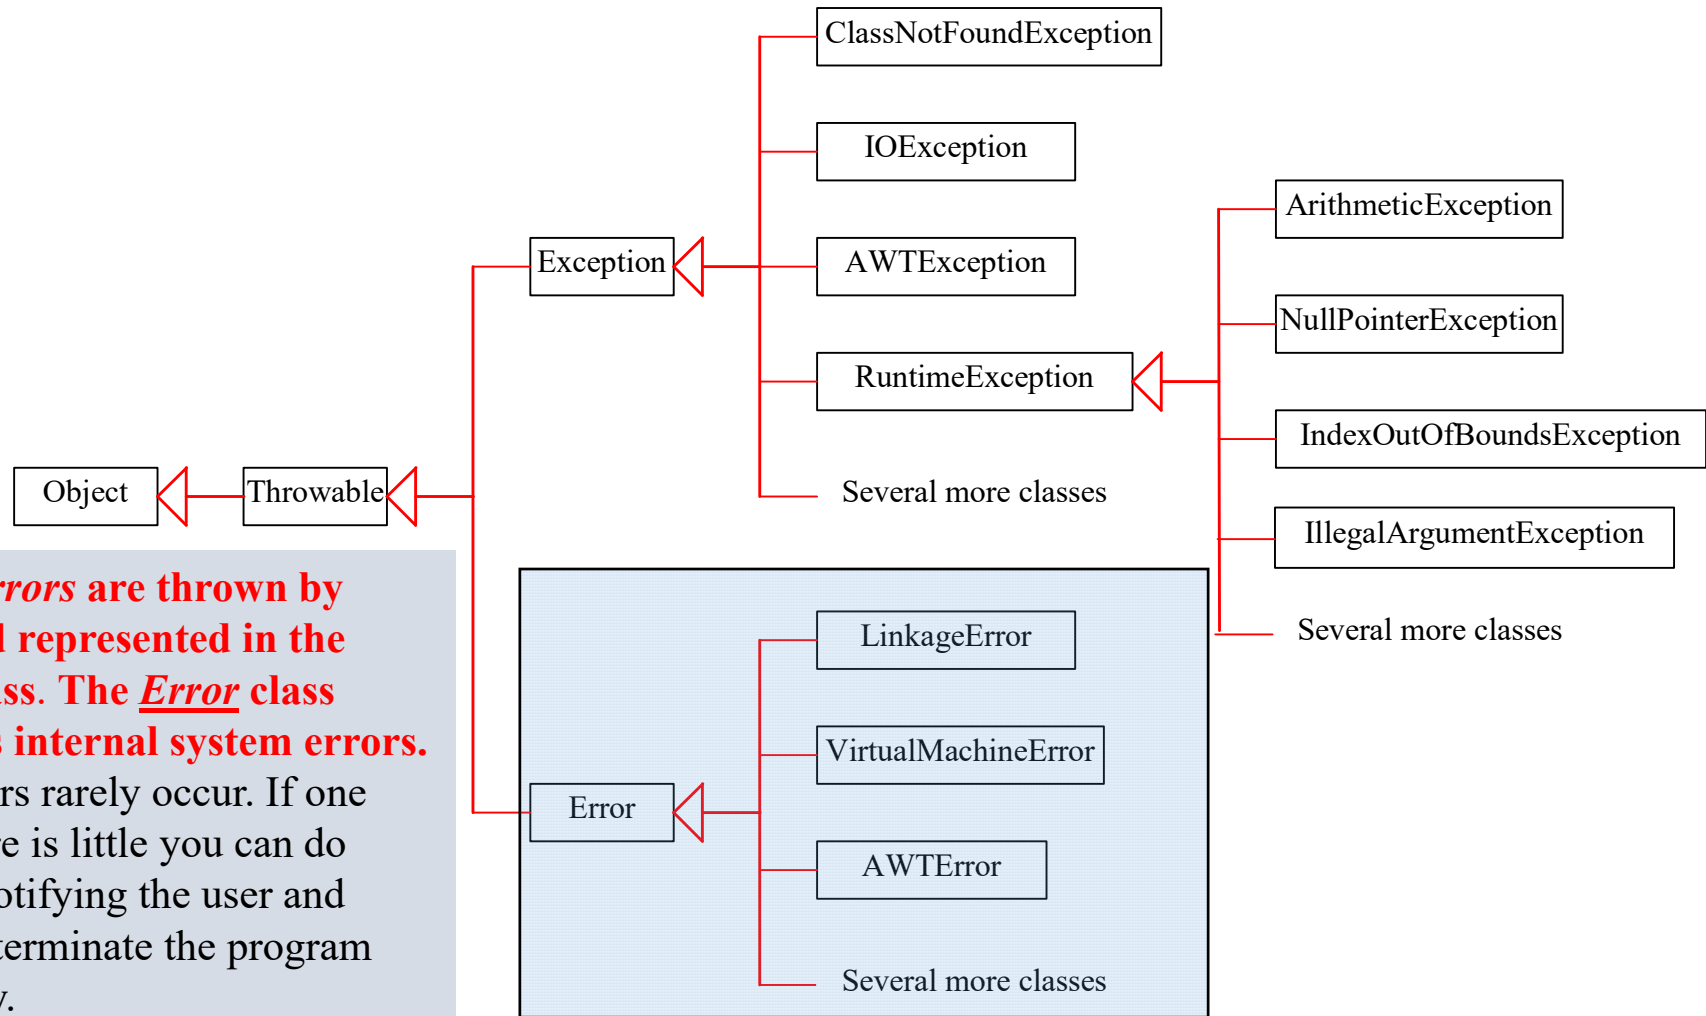 ClassNotFoundException
IOException
ArithmeticException
Exception
AWTException
NullPointerException
RuntimeException
IndexOutOfBoundsException
Object
Throwable
Several more classes
IllegalArgumentException
are thrown by
represented in the
The Error class
internal system errors.
rarely occur. If one
is little you can do
the user and
terminate the program
LinkageError
Several more classes
VirtualMachineError
Error
AWTError
Several more classes